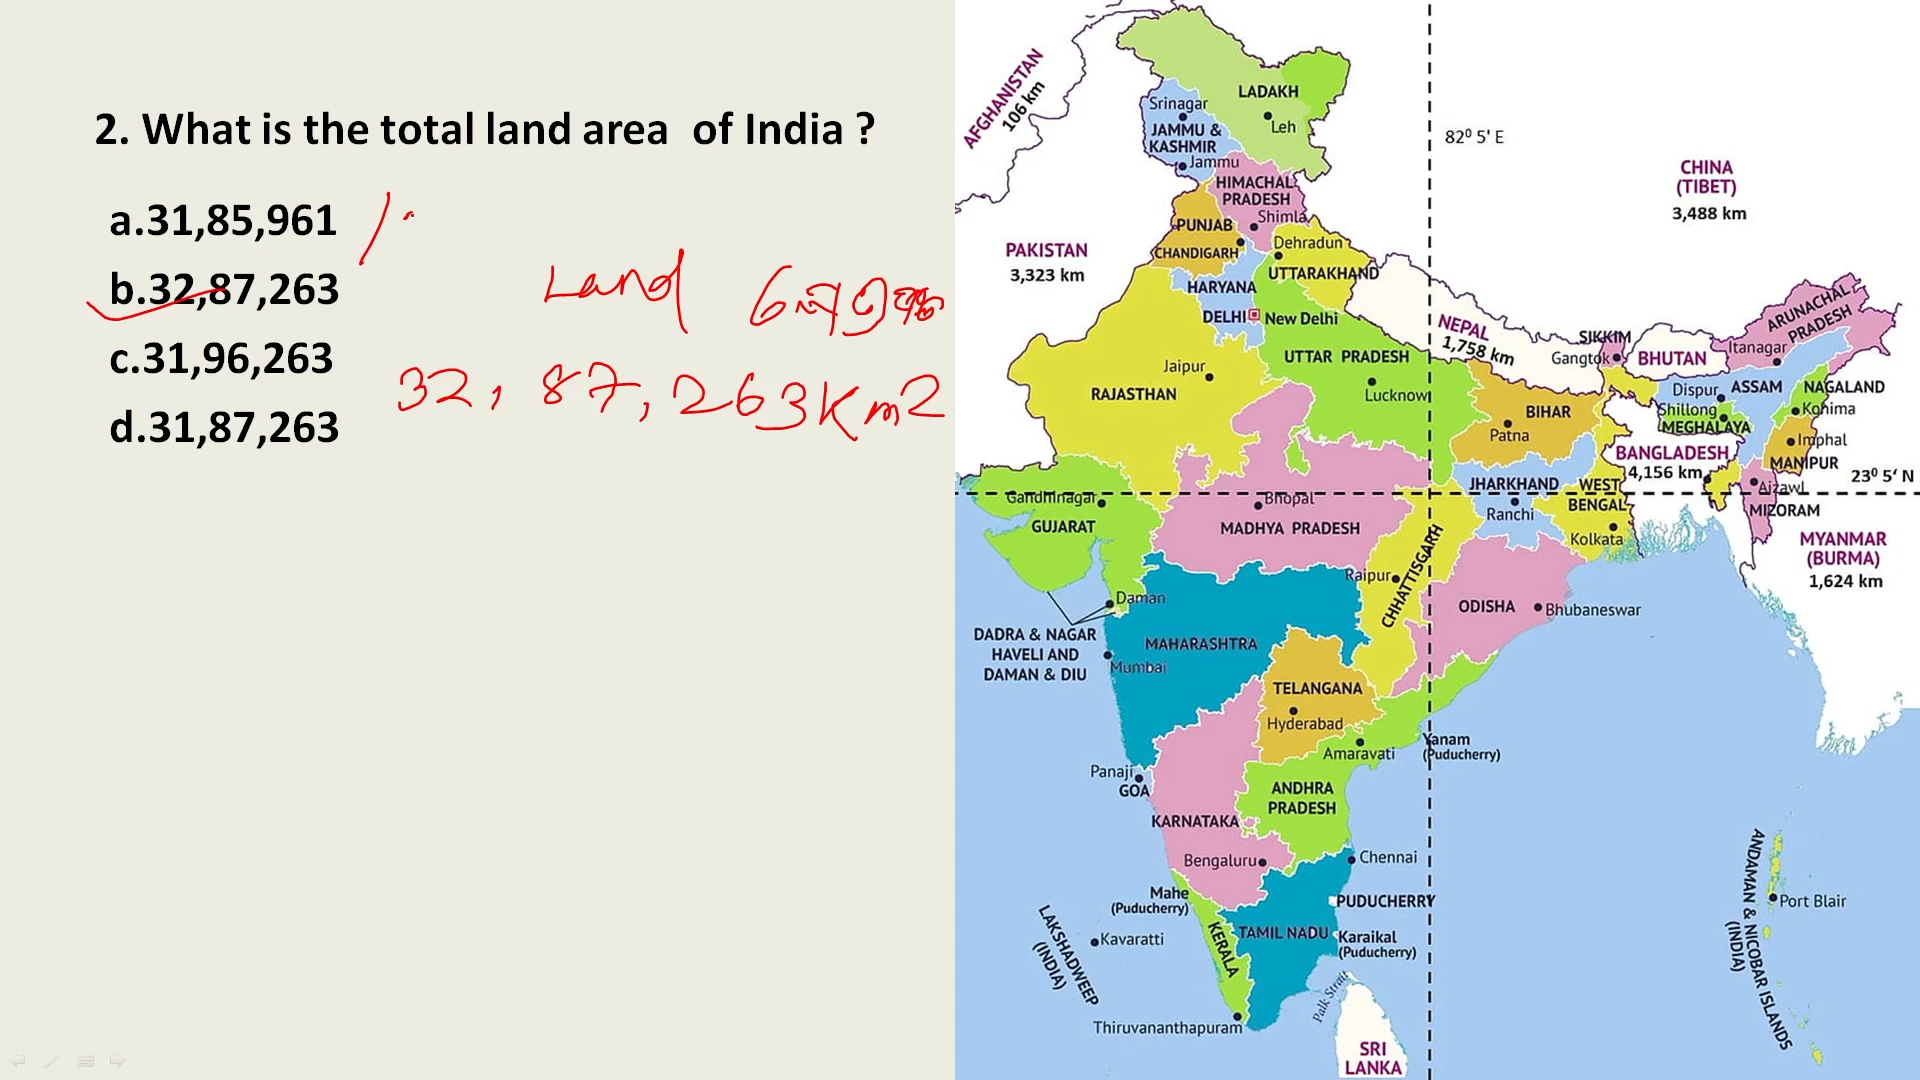 2. What is the total land area of India ?
a.31,85,961
b.32,87,263
c.31,96,263
d.31,87,263
Land
32, 87, 263 Km2
AFGHANISTAN
106 km
LADAKH
Leh
Srinagar
JAMMU &
KASHMIR
Jammu
82⁰ 5' E
CHINA
(TIBET)
3,488 km
HIMACHAL
PRADESH
Shimla
PUNJAB
CHANDIGARH
Dehradun
UTTARAKHAND
PAKISTAN
3,323 km
HARYANA
DELHI
New Delhi
NEPAL
1,758 km
SIKKIM
Gangtok
BHUTAN
ARUNACHAL
PRADESH
Itanagar
UTTAR PRADESH
Lucknow
Jaipur
RAJASTHAN
BIHAR
Patna
Dispur
ASSAM
NAGALAND
Kohima
Shillong
MEGHALAYA
Imphal
MANIPUR
BANGLADESH
4,156 km
23⁰ 5' N
Aizawl
MIZORAM
JHARKHAND
Ranchi
WEST
BENGAL
Kolkata
Gandhinagar
GUJARAT
Bhopal
MADHYA PRADESH
CHHATTISGARH
Raipur
MYANMAR
(BURMA)
1,624 km
ODISHA
Bhubaneswar
Daman
DADRA & NAGAR
HAVELI AND
DAMAN & DIU
MAHARASHTRA
Mumbai
TELANGANA
Hyderabad
Amaravati
Yanam
(Puducherry)
Panaji
GOA
ANDHRA
PRADESH
KARNATAKA
Bengaluru
Chennai
Mahe
(Puducherry)
PUDUCHERRY
KERALA
TAMIL NADU
Karaikal
(Puducherry)
LAKSHADWEEP
(INDIA)
Kavaratti
Palk Strait
Thiruvananthapuram
SRI
LANKA
ANDAMAN & NICOBAR ISLANDS
(INDIA)
Port Blair